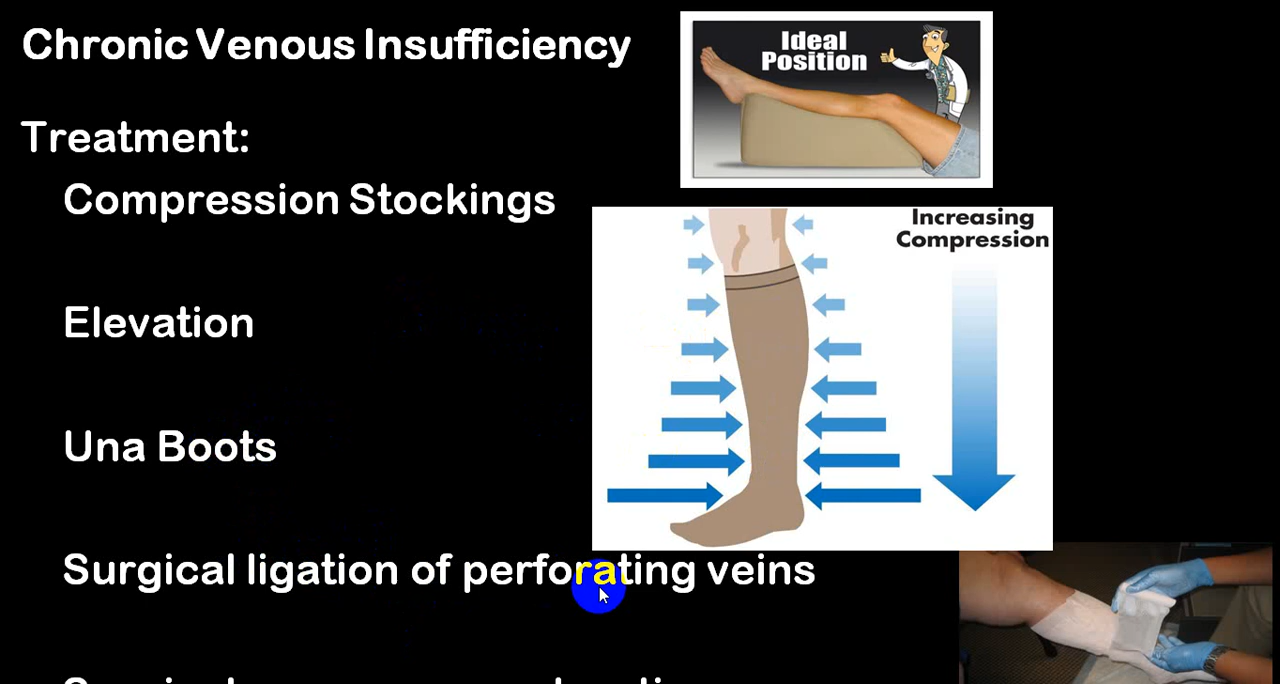 Chronic Venous Insufficiency
Ideal
Position
Treatment:
Compression Stockings
Increasing
Compression
Elevation
Una Boots
Surgical ligation of perforating veins